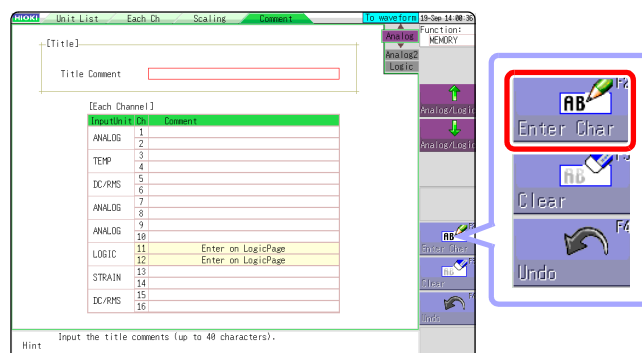 HIOKI Unit List Each Ch Scaling Comment To waveform 19-Sep 14:00:36
Function:
MEMORY
Analog
Analog2
Logic
[Title]
Title Comment
Analog/Logic
Analog/Logic
[Each Channel]
InputUnit Ch Comment
ANALOG 1
2
TEMP 3
4
DC/RMS 5
6
ANALOG 7
8
ANALOG 9
10
LOGIC 11 Enter on LogicPage
12 Enter on LogicPage
STRAIN 13
14
DC/RMS 15
16
AB
Enter Char
AB
Clear
Undo
Input the title comments (up to 40 characters).
Hint
F2
AB
Enter Char
AB
Clear
F4
Undo